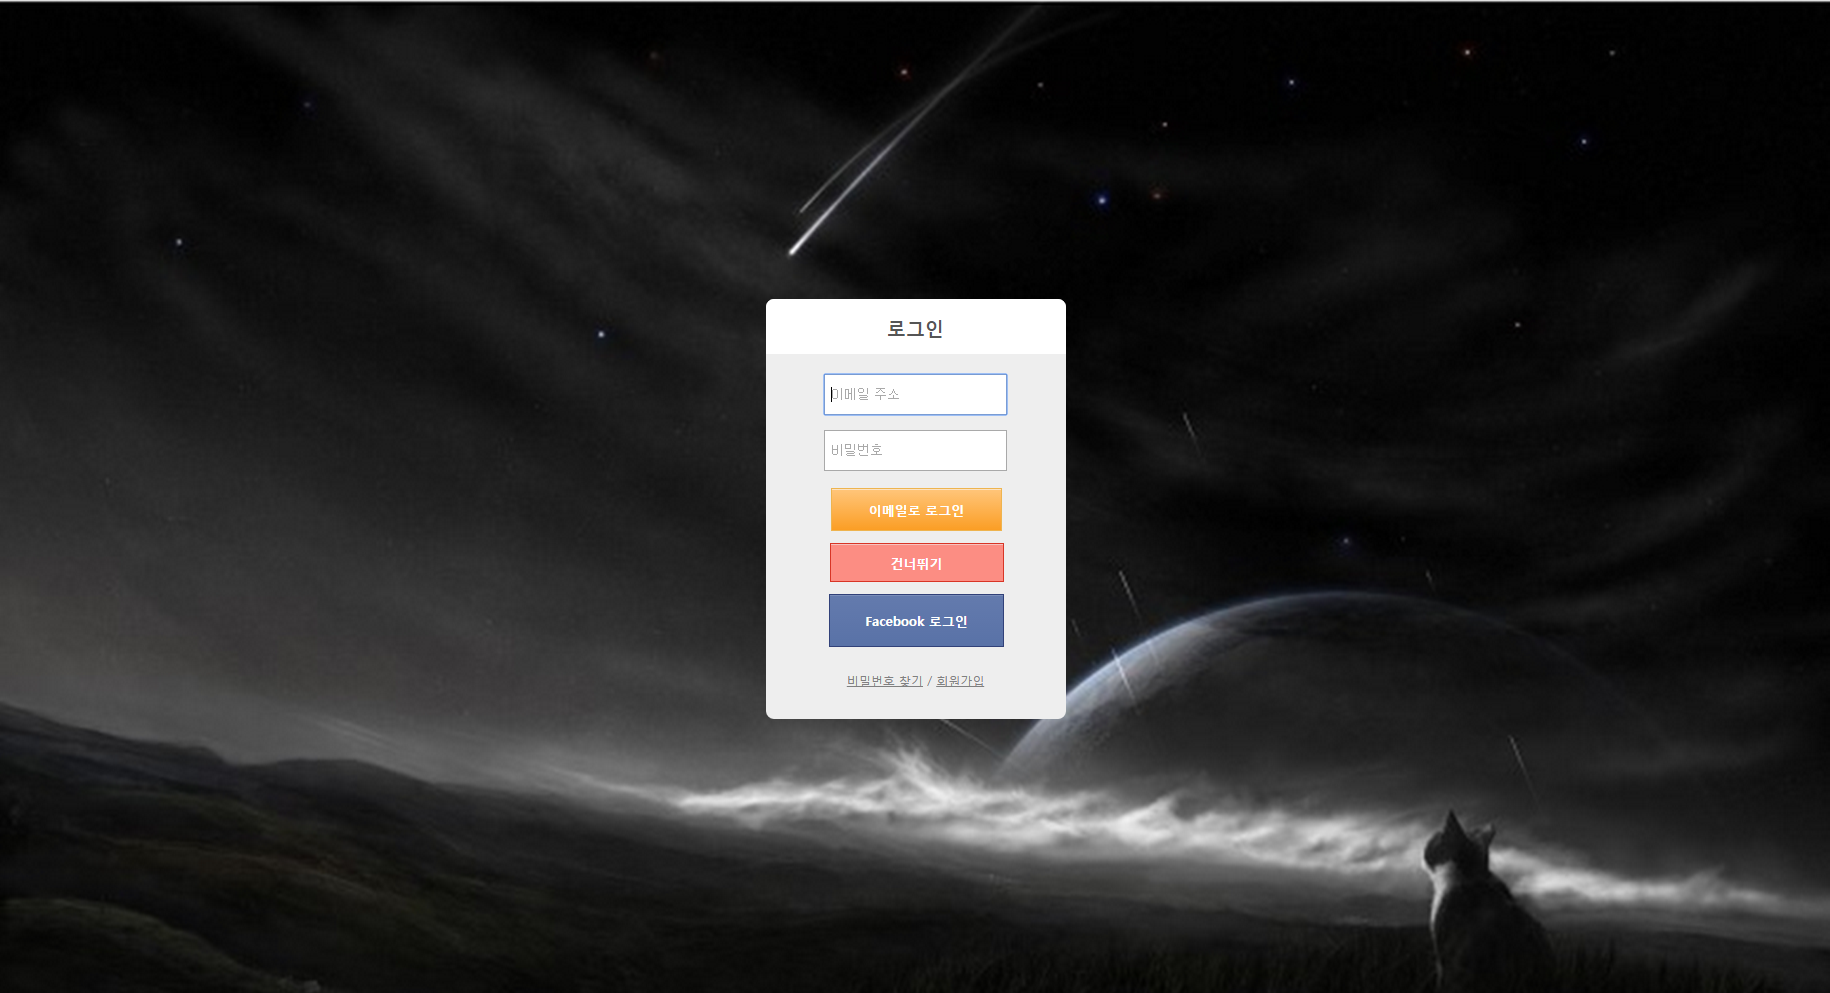 로그인
이메일 주소
비밀번호
이메일로 로그인
건너뛰기
Facebook 로그인
비밀번호 찾기 / 회원가입